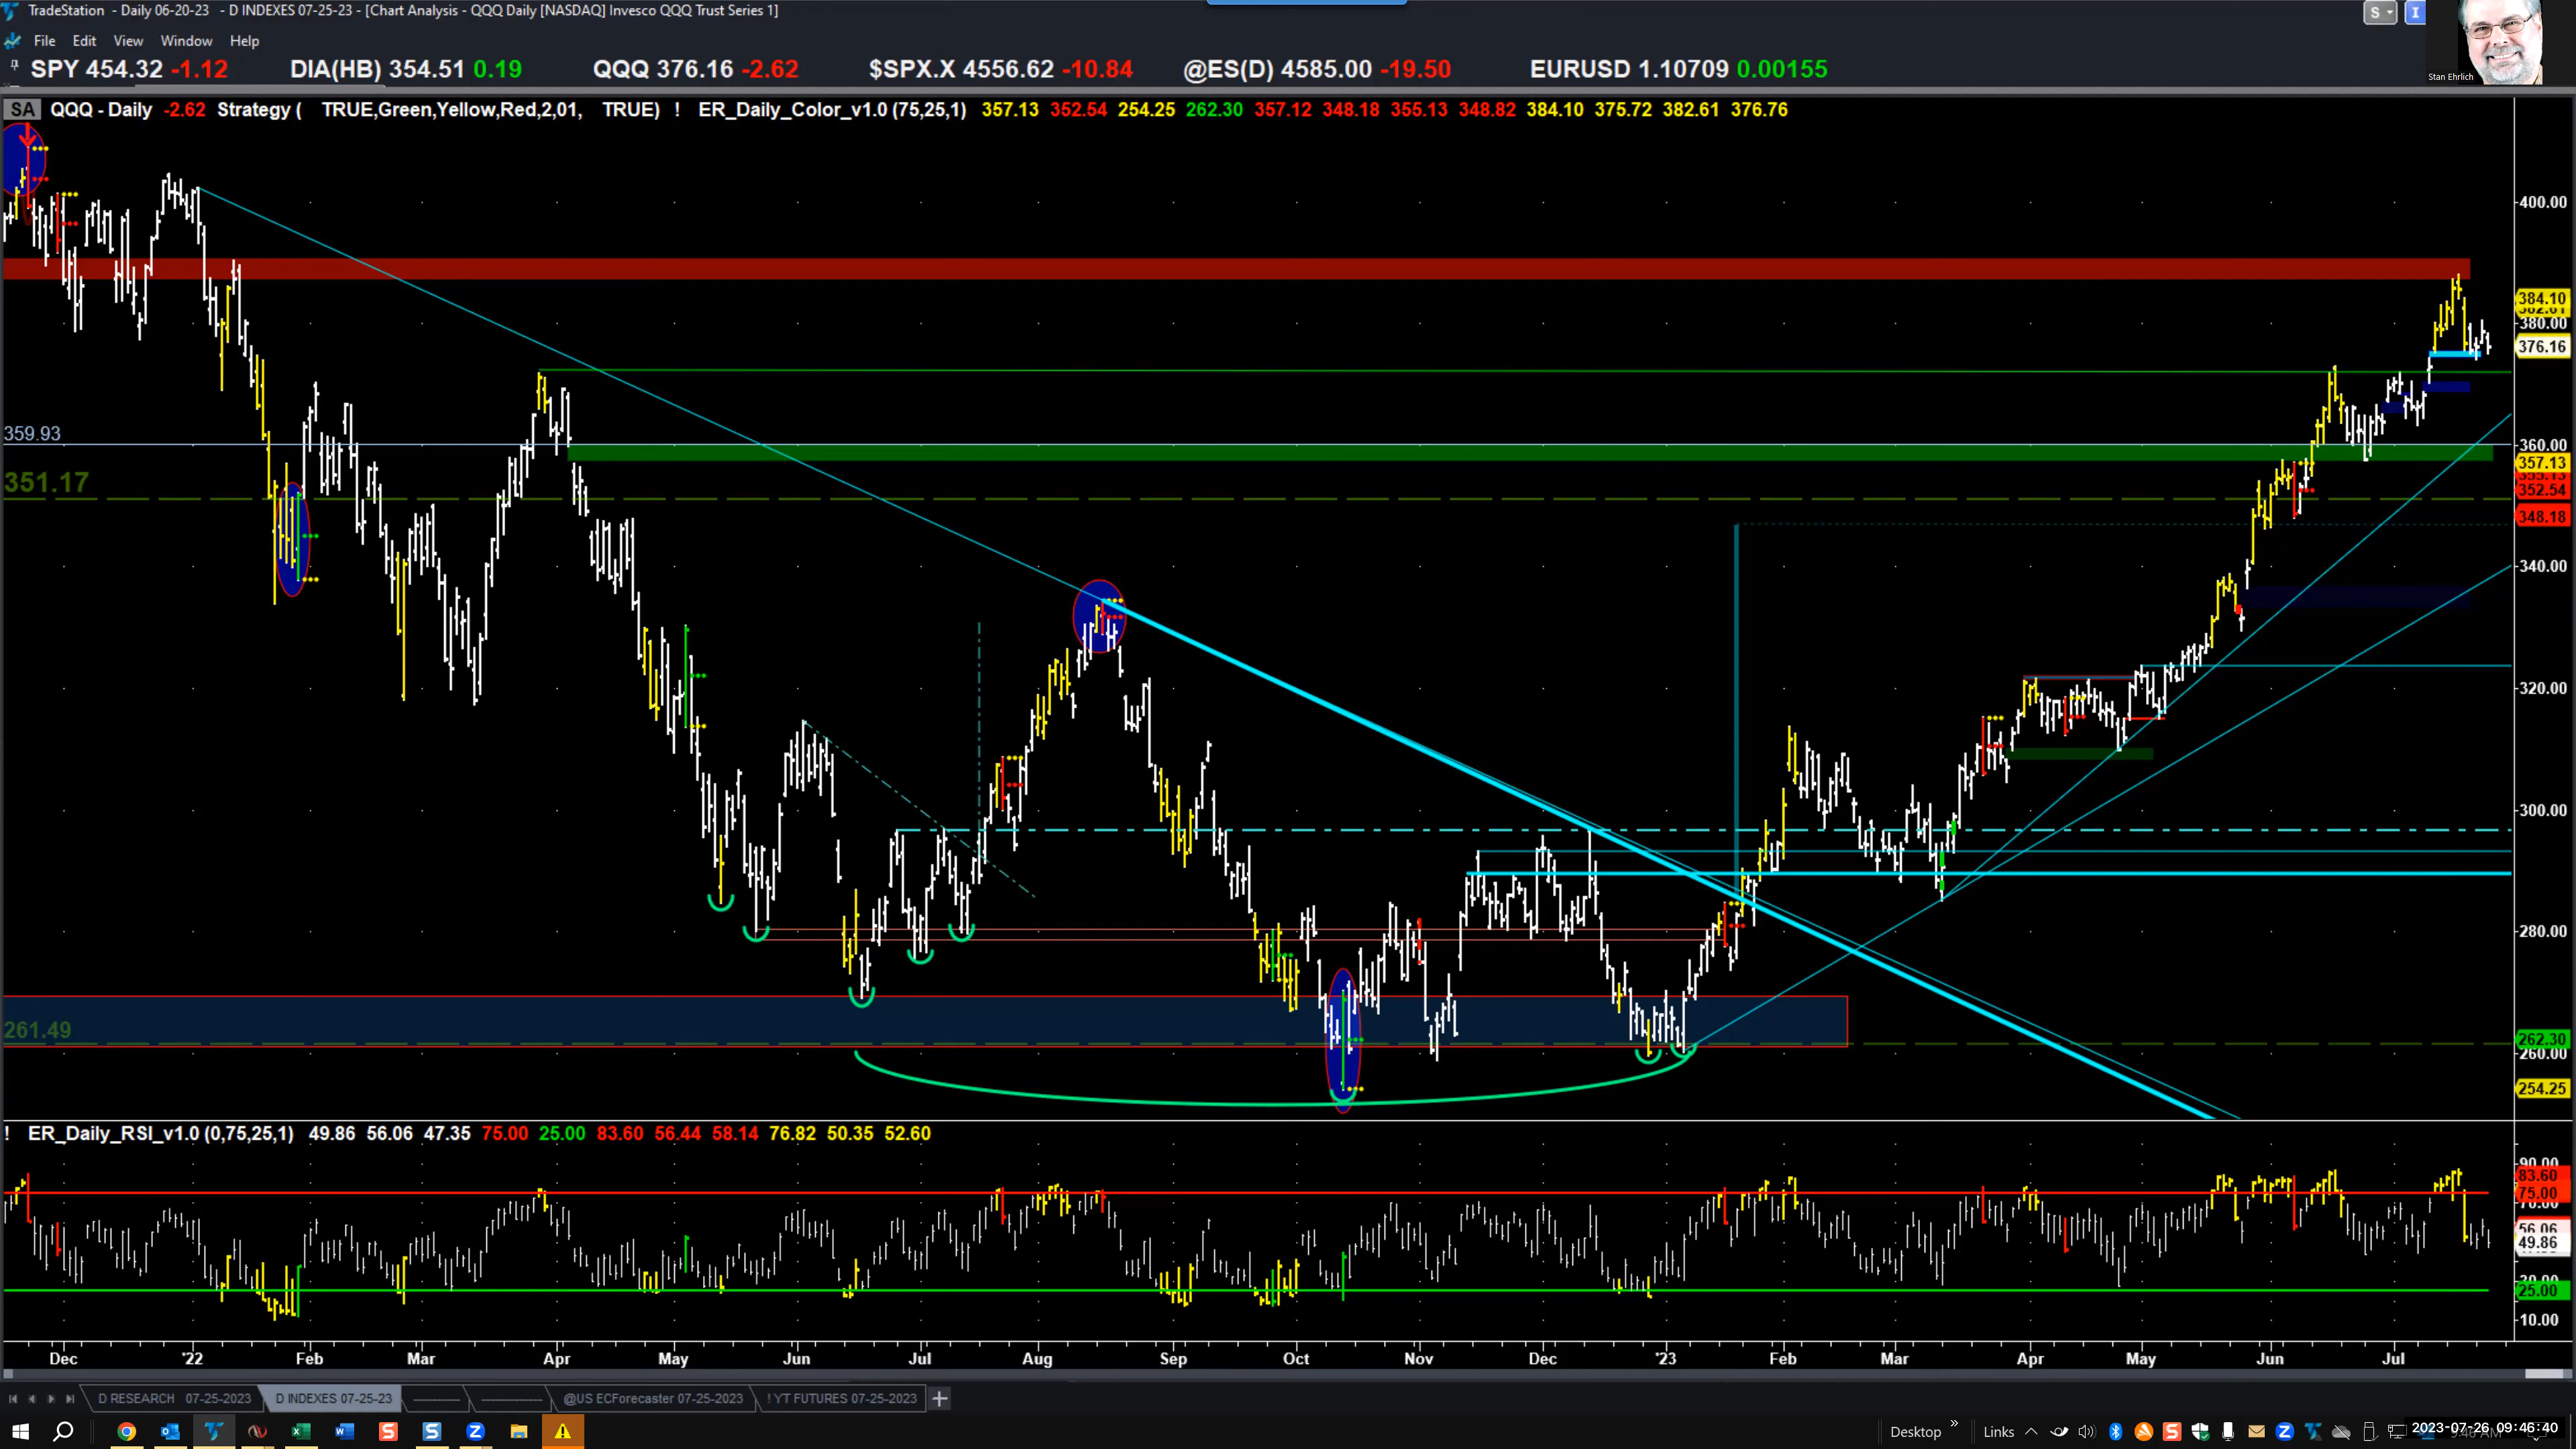 TradeStation - Daily 06-20-23 - D INDEXES 07-25-23 - [Chart Analysis - QQQ Daily [NASDAQ] Invesco QQQ Trust Series 1]
S
I
File Edit View Window Help
SPY 454.32 -1.12 DIA(HB) 354.51 0.19 QQQ 376.16 -2.62 $SPX.X 4556.62 -10.84 @ES(D) 4585.00 -19.50 EURUSD 1.10709 0.00155
Stan Ehrlich
SA QQQ - Daily -2.62 Strategy ( TRUE,Green,Yellow,Red,2,01, TRUE) ! ER_Daily_Color_v1.0 (75,25,1) 357.13 352.54 254.25 262.30 357.12 348.18 355.13 348.82 384.10 375.72 382.61 376.76
400.00
384.10
382.61
380.00
376.16
359.93
360.00
357.13
352.54
351.17
348.18
340.00
320.00
300.00
280.00
261.49
262.30
260.00
254.25
! ER_Daily_RSI_v1.0 (0,75,25,1) 49.86 56.06 47.35 75.00 25.00 83.60 56.44 58.14 76.82 50.35 52.60
90.00
83.60
75.00
56.06
49.86
25.00
10.00
Dec '22 Feb Mar Apr May Jun Jul Aug Sep Oct Nov Dec '23 Feb Mar Apr May Jun Jul
D RESEARCH 07-25-2023 D INDEXES 07-25-23 @US ECForecaster 07-25-2023 ! YT FUTURES 07-25-2023 +
Desktop » Links
2023-07-26, 09:46:40